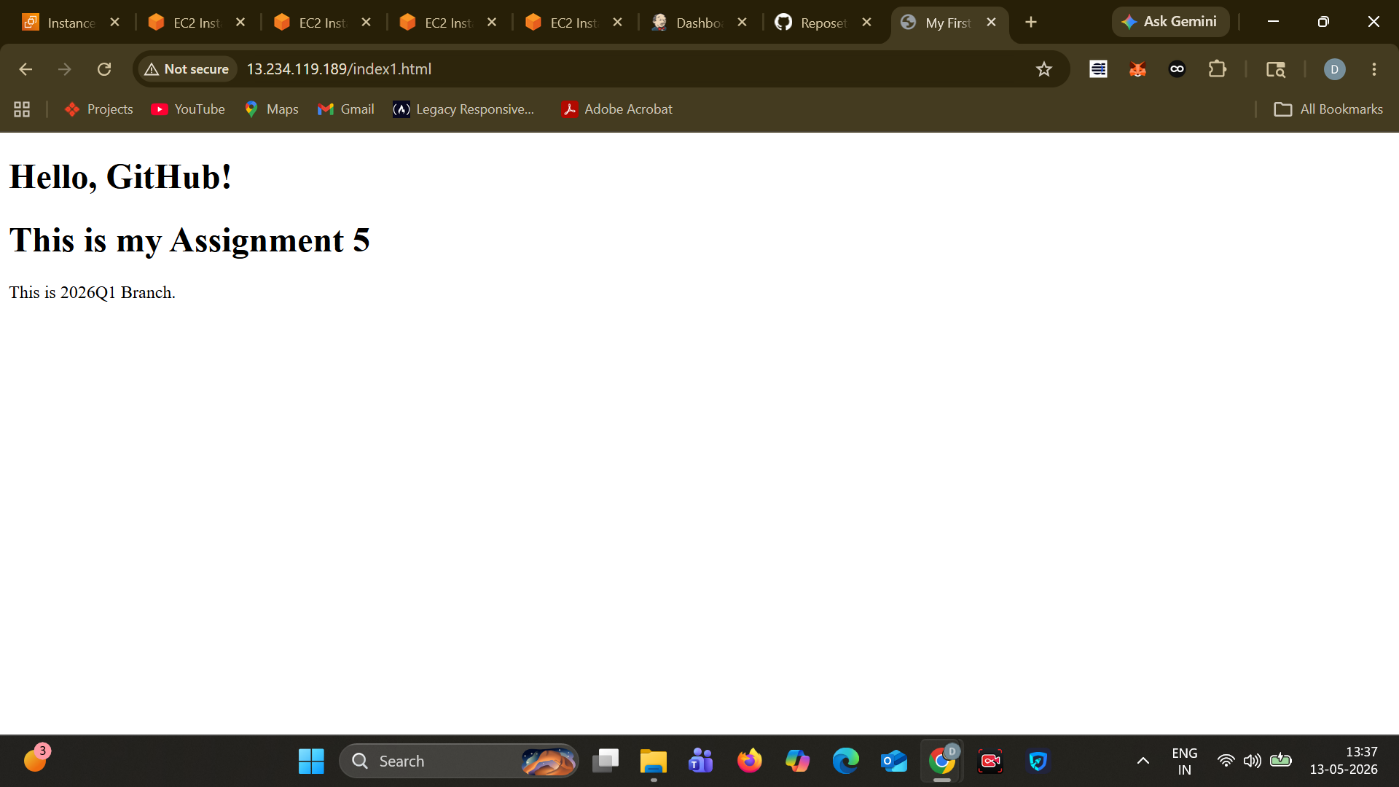 Instance
EC2 Inst
EC2 Inst
EC2 Inst
EC2 Inst
Dashbo
Reposet
My First
Ask Gemini
Not secure
13.234.119.189/index1.html
D
Projects
YouTube
Maps
Gmail
Legacy Responsive...
Adobe Acrobat
All Bookmarks
Hello, GitHub!
This is my Assignment 5
This is 2026Q1 Branch.
3
Search
D
ENG
IN
13:37
13-05-2026